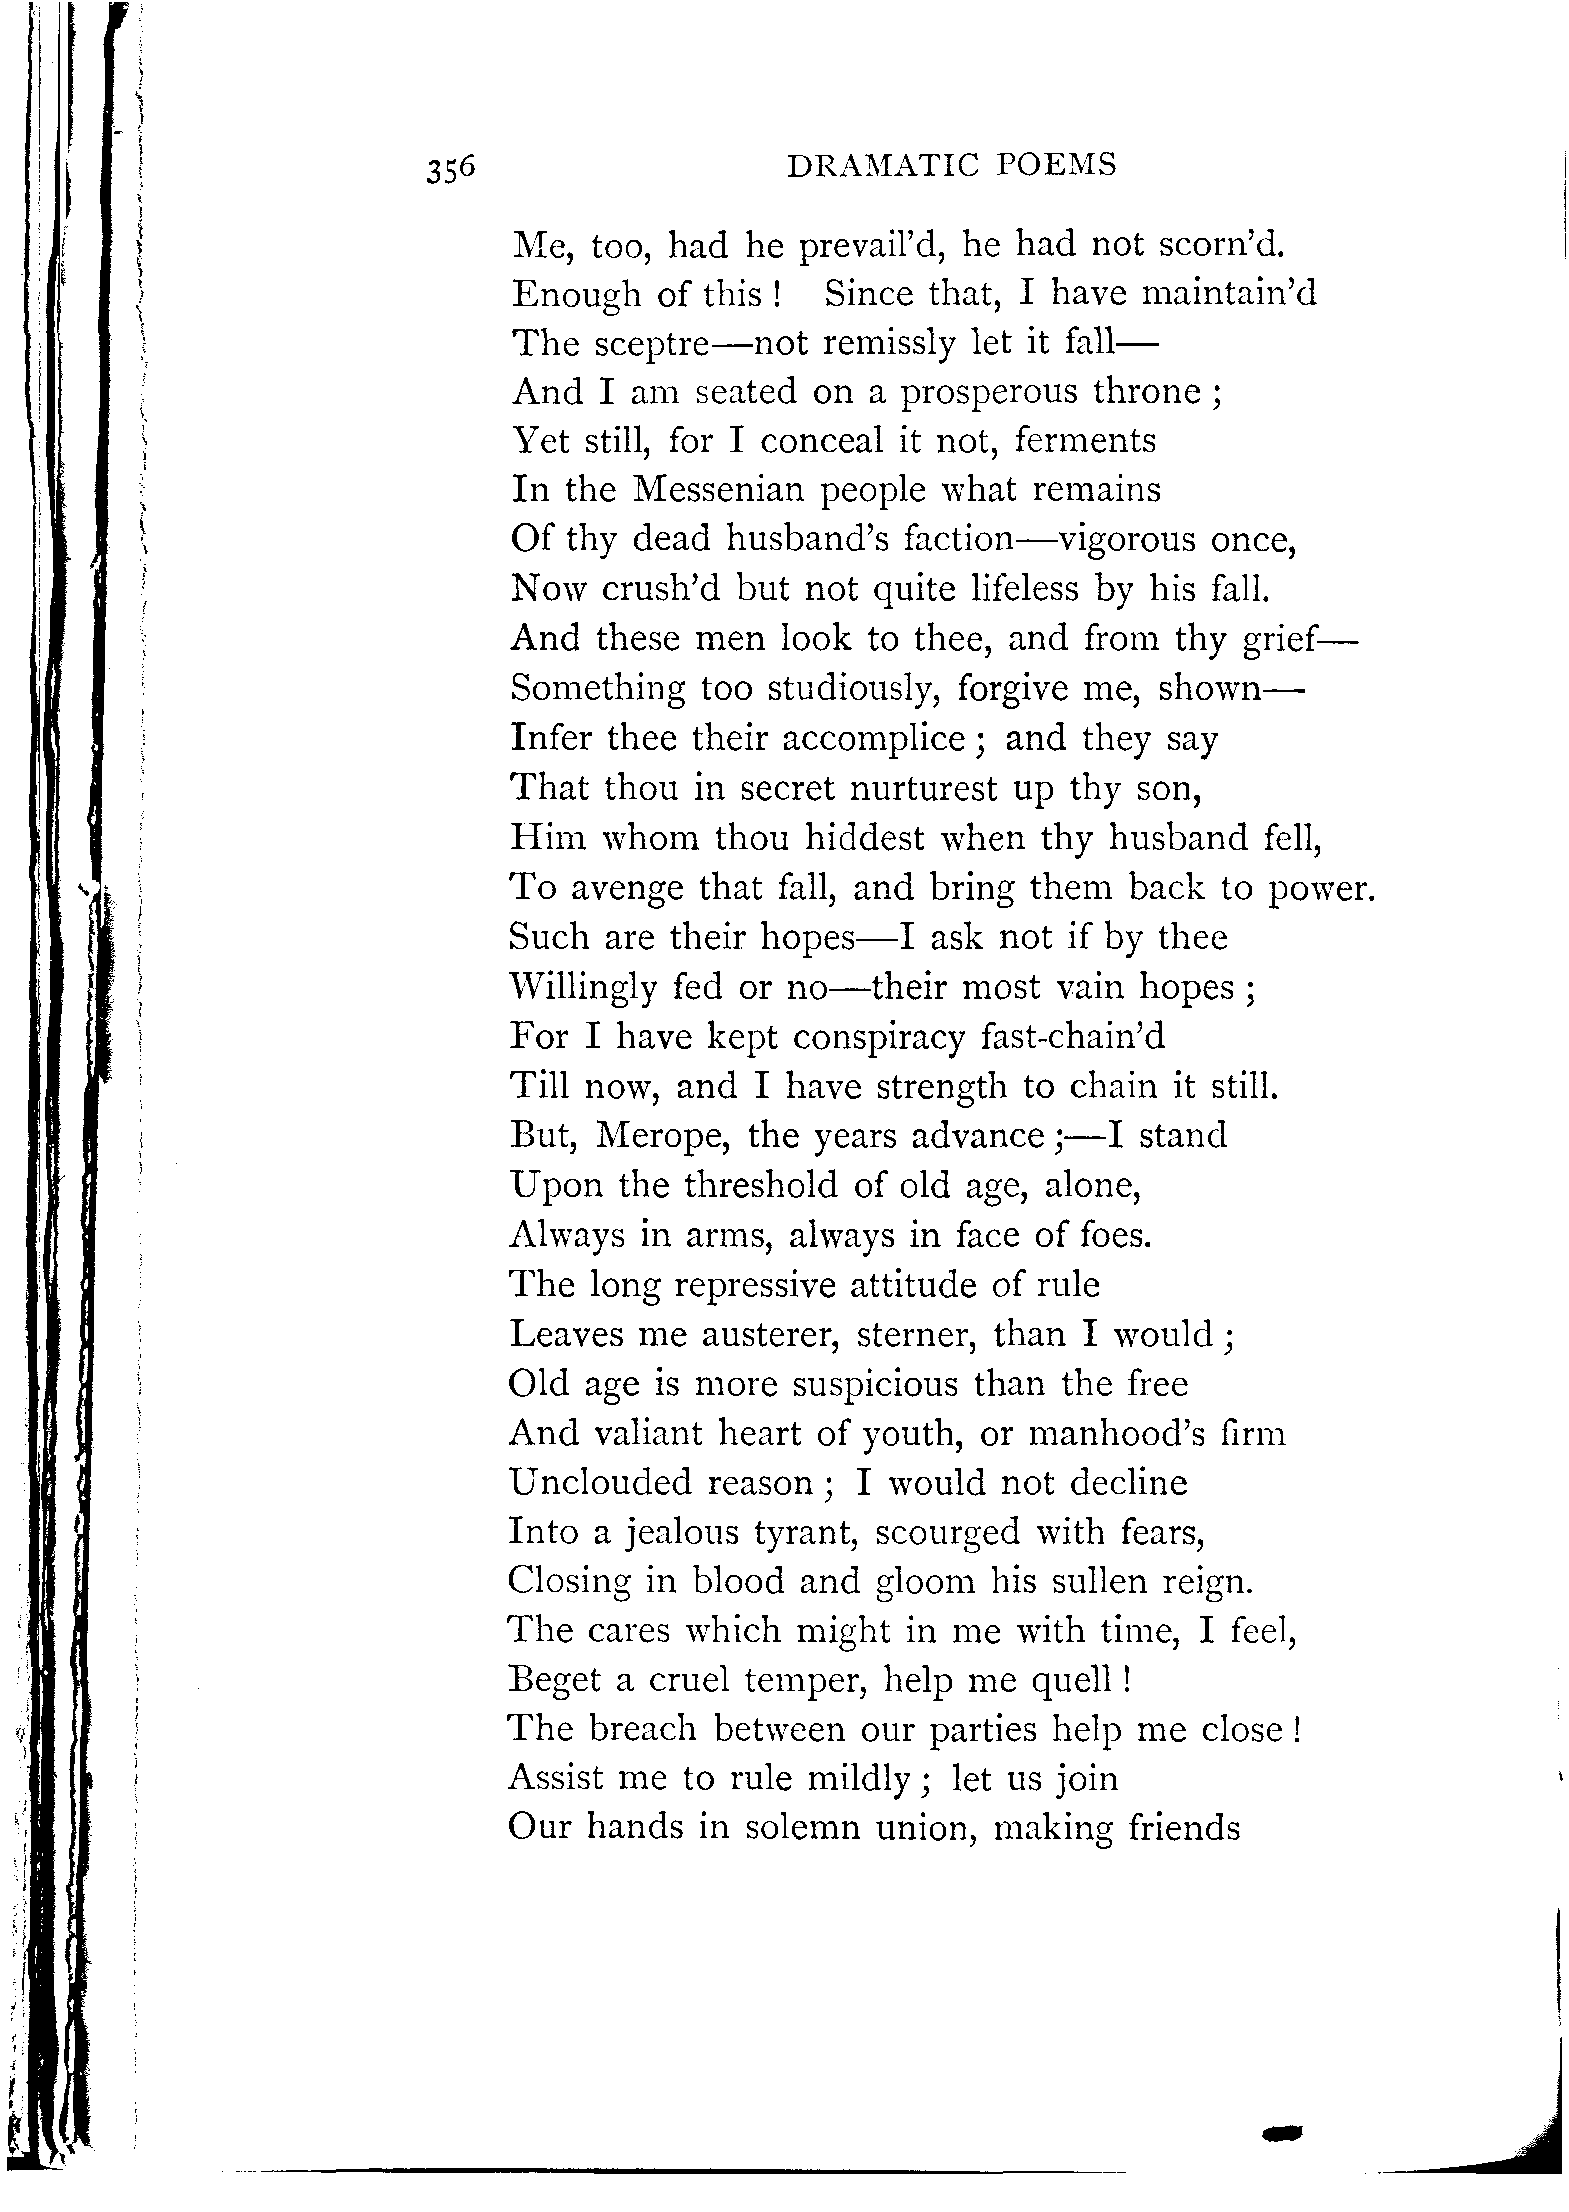 356 DRAMATIC POEMS
Me, too, had he prevail'd, he had not scorn'd.
Enough of this! Since that, I have maintain'd
The sceptre—not remissly let it fall—
And I am seated on a prosperous throne;
Yet still, for I conceal it not, ferments
In the Messenian people what remains
Of thy dead husband's faction—vigorous once,
Now crush'd but not quite lifeless by his fall.
And these men look to thee, and from thy grief—
Something too studiously, forgive me, shown—
Infer thee their accomplice; and they say
That thou in secret nurturest up thy son,
Him whom thou hiddest when thy husband fell,
To avenge that fall, and bring them back to power.
Such are their hopes—I ask not if by thee
Willingly fed or no—their most vain hopes;
For I have kept conspiracy fast-chain'd
Till now, and I have strength to chain it still.
But, Merope, the years advance;—I stand
Upon the threshold of old age, alone,
Always in arms, always in face of foes.
The long repressive attitude of rule
Leaves me austerer, sterner, than I would;
Old age is more suspicious than the free
And valiant heart of youth, or manhood's firm
Unclouded reason; I would not decline
Into a jealous tyrant, scourged with fears,
Closing in blood and gloom his sullen reign.
The cares which might in me with time, I feel,
Beget a cruel temper, help me quell!
The breach between our parties help me close!
Assist me to rule mildly; let us join
Our hands in solemn union, making friends